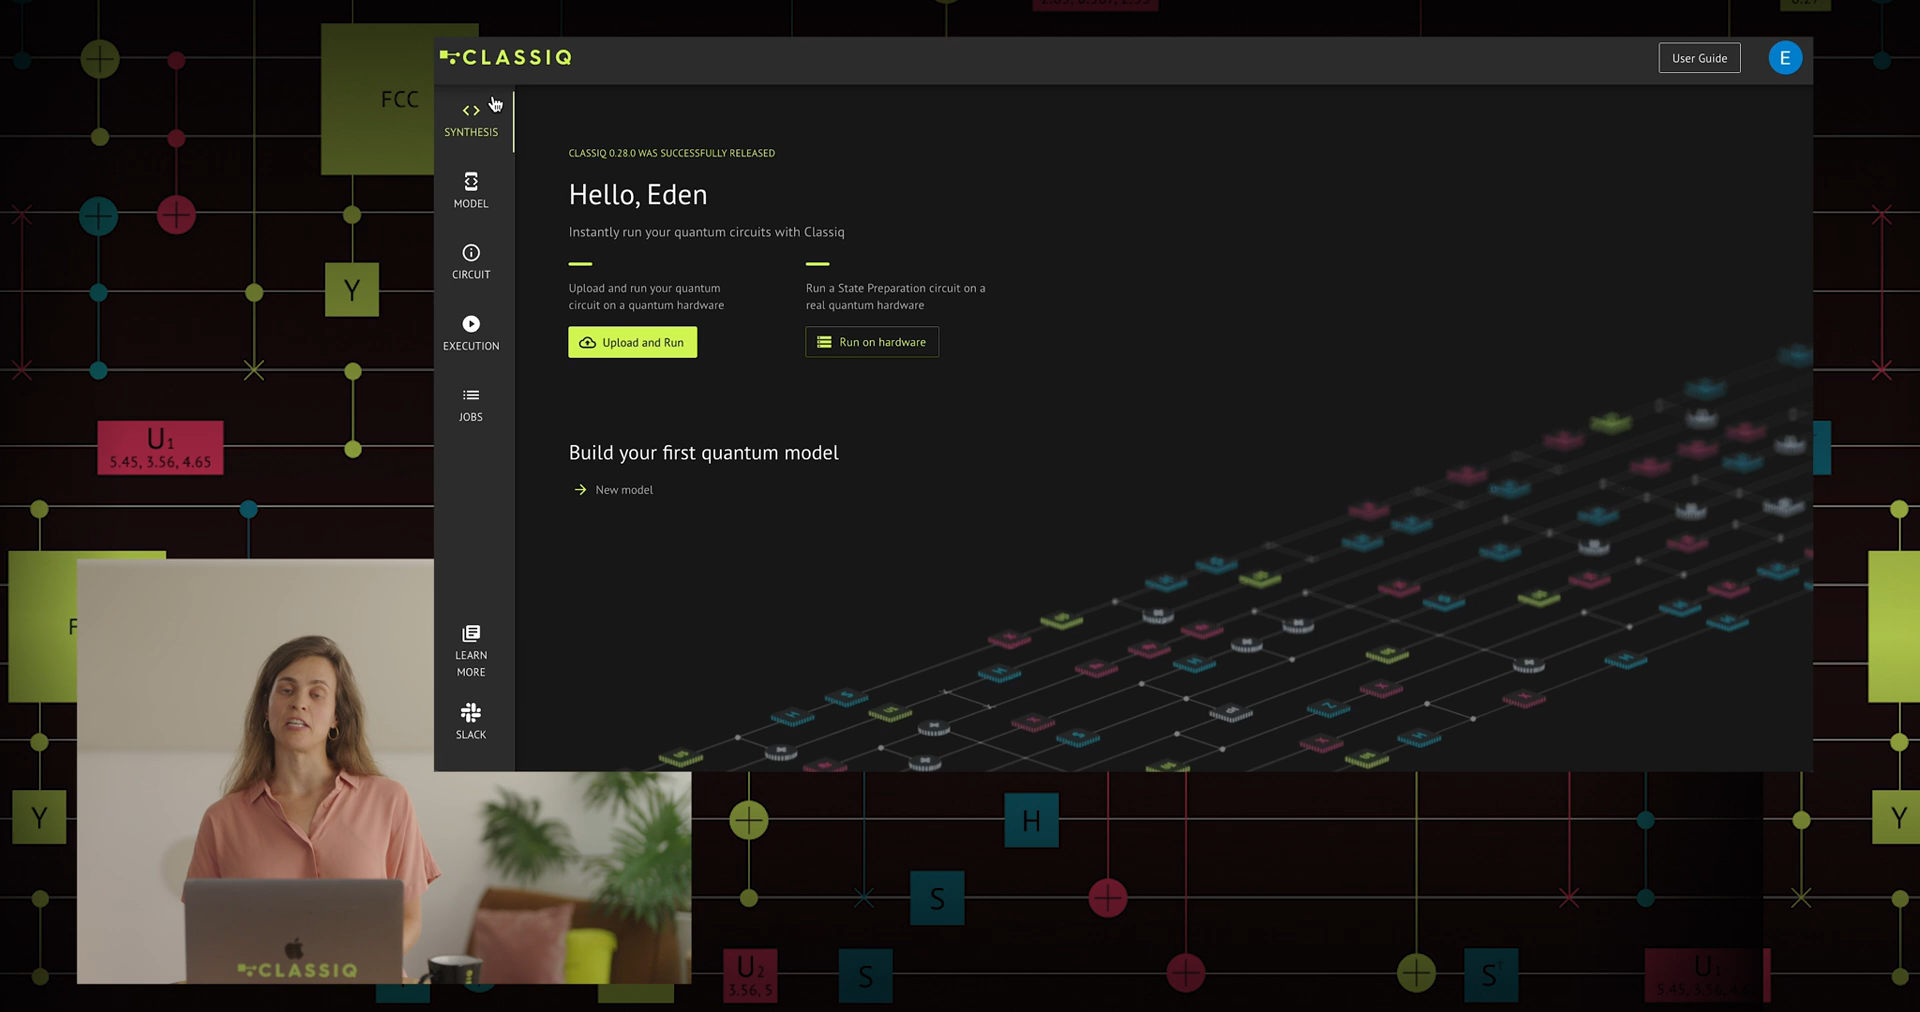 CLASSIQ
User Guide
E
SYNTHESIS
MODEL
CIRCUIT
EXECUTION
JOBS
LEARN
MORE
SLACK
CLASSIQ 0.28.0 WAS SUCCESSFULLY RELEASED
Hello, Eden
Instantly run your quantum circuits with Classiq
Upload and run your quantum
circuit on a quantum hardware
Upload and Run
Run a State Preparation circuit on a
real quantum hardware
Run on hardware
Build your first quantum model
New model
FCC
Y
U1
5.45, 3.56, 4.65
F
Y
CLASSIQ
H
S
U2
3.56, 5
S
S†
Y